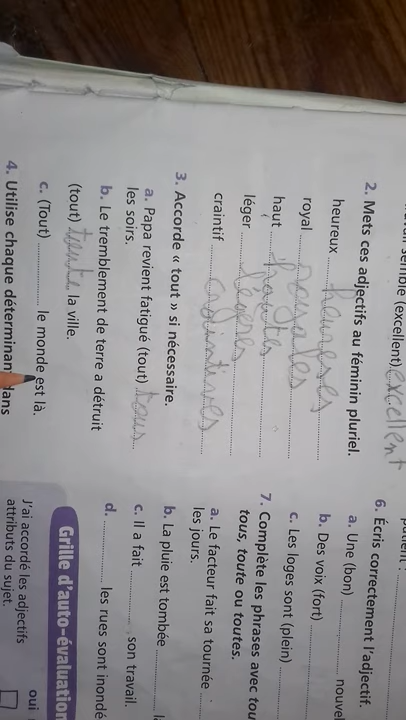 semble (excellent) excellent
2. Mets ces adjectifs au féminin pluriel.
heureux heureses
royal royales
haut hautes
léger légères
craintif craintives
3. Accorde « tout » si nécessaire.
a. Papa revient fatigué (tout) tous
les soirs.
b. Le tremblement de terre a détruit
(tout) toute la ville.
c. (Tout) ............ le monde est là.
4. Utilise chaque déterminan
6. Écris correctement l'adjectif.
a. Une (bon) ............ nouvel
b. Des voix (fort) ............
c. Les loges sont (plein) ............
7. Complète les phrases avec tou
tous, toute ou toutes.
a. Le facteur fait sa tournée ............
les jours.
b. La pluie est tombée ............
c. Il a fait ............ son travail.
d. ............ les rues sont inondé
Grille d'auto-évaluation
oui
J'ai accordé les adjectifs
attributs du sujet.